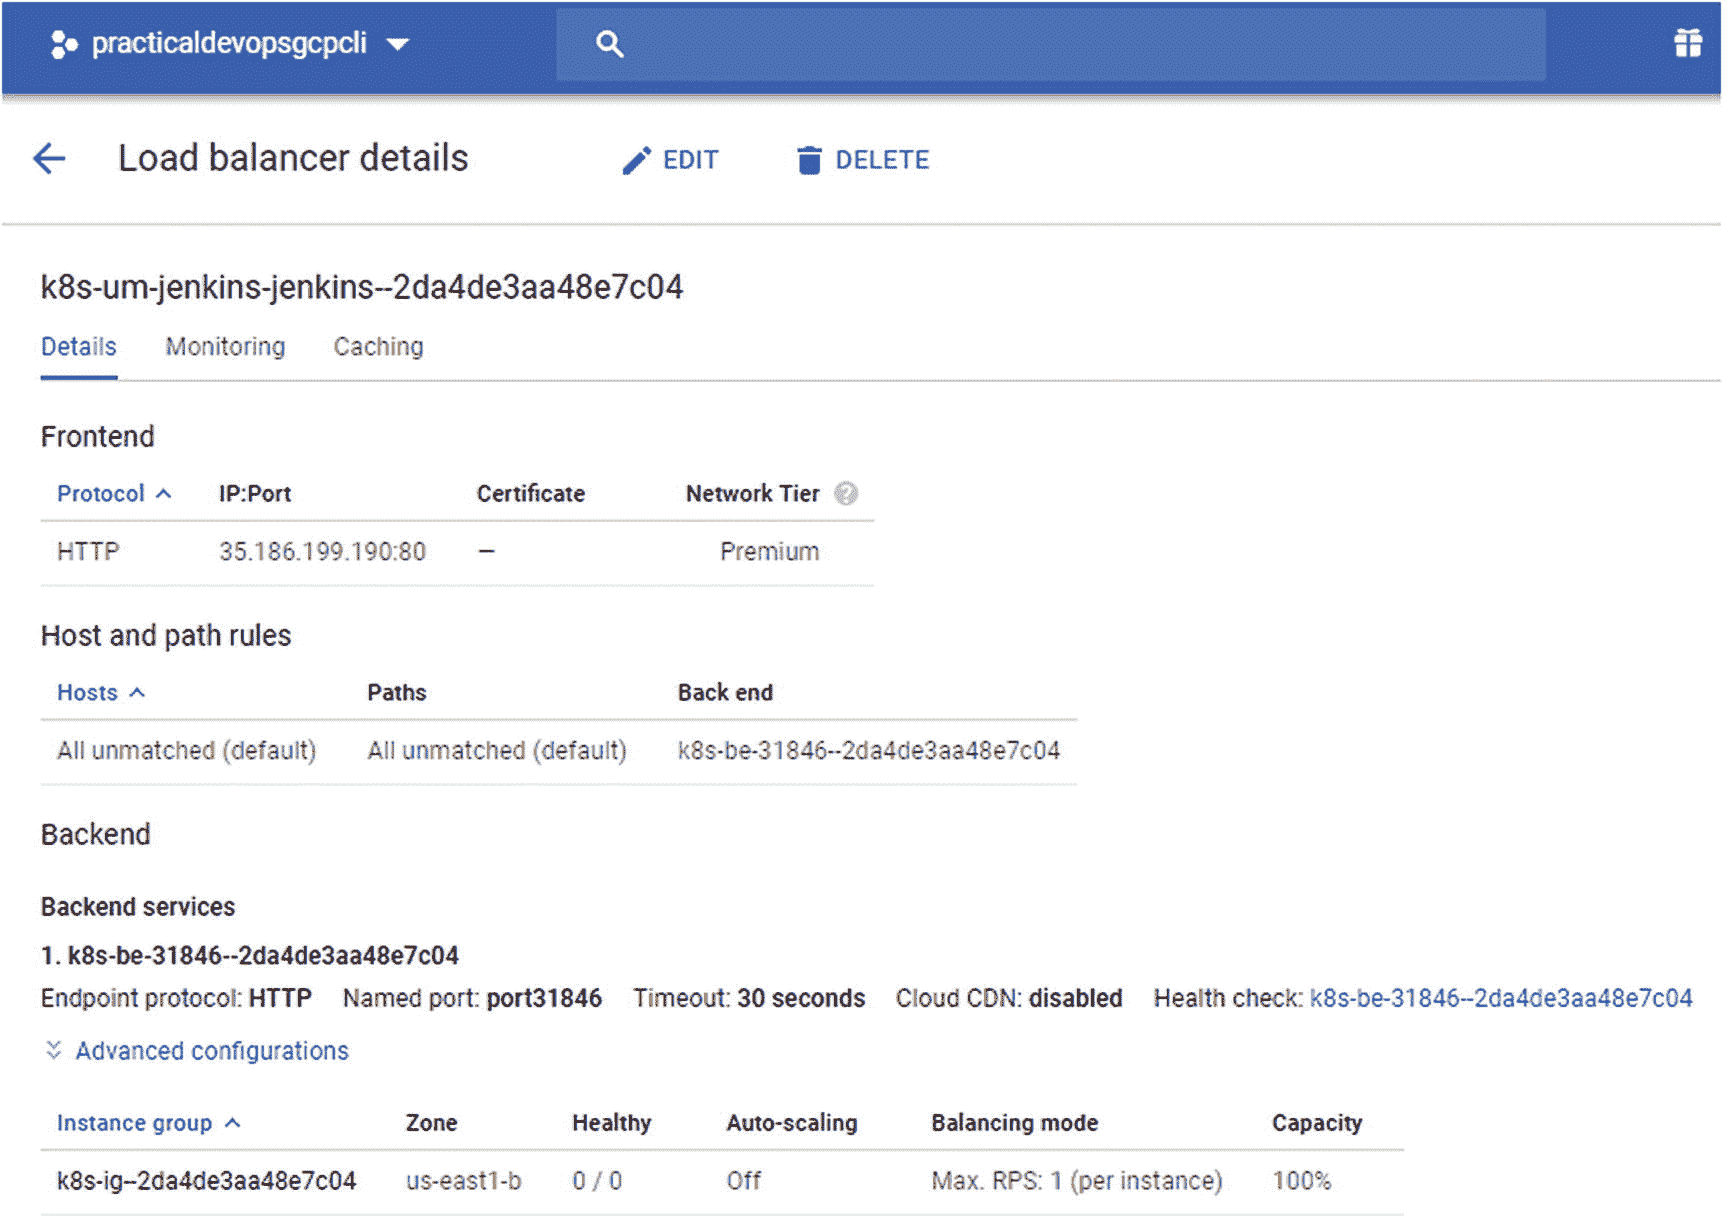 practicaldevopsgcpcli
Load balancer details EDIT DELETE
k8s-um-jenkins-jenkins--2da4de3aa48e7c04
Details Monitoring Caching
Frontend
Protocol IP:Port Certificate Network Tier ?
HTTP 35.186.199.190:80 – Premium
Host and path rules
Hosts Paths Back end
All unmatched (default) All unmatched (default) k8s-be-31846--2da4de3aa48e7c04
Backend
Backend services
1. k8s-be-31846--2da4de3aa48e7c04
Endpoint protocol: HTTP Named port: port31846 Timeout: 30 seconds Cloud CDN: disabled Health check: k8s-be-31846--2da4de3aa48e7c04
Advanced configurations
Instance group Zone Healthy Auto-scaling Balancing mode Capacity
k8s-ig--2da4de3aa48e7c04 us-east1-b 0 / 0 Off Max. RPS: 1 (per instance) 100%